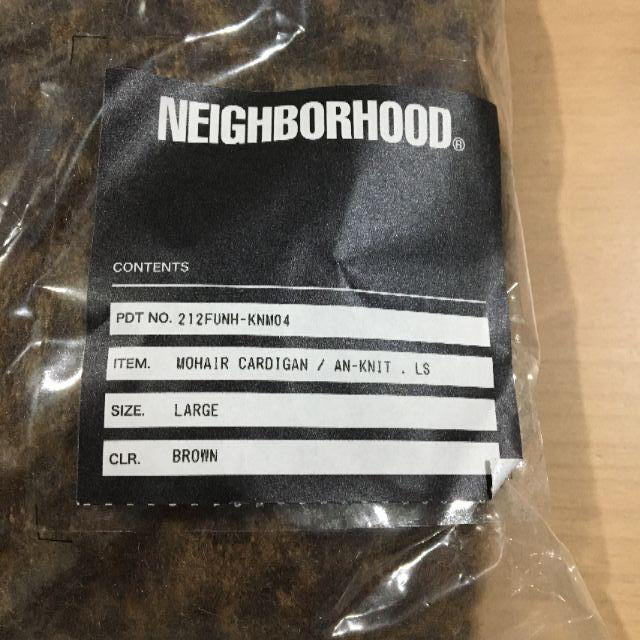 NEIGHBORHOOD®
CONTENTS
PDT NO. 212FUNH-KNM04
ITEM. MOHAIR CARDIGAN / AN-KNIT . LS
SIZE. LARGE
CLR. BROWN